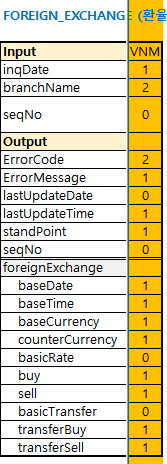 FOREIGN_EXCHANGE (환율
Input VNM
inqDate 1
branchName 2
seqNo 0
Output
ErrorCode 2
ErrorMessage 1
lastUpdateDate 0
lastUpdateTime 1
standPoint 1
seqNo 0
foreignExchange
baseDate 1
baseTime 1
baseCurrency 1
counterCurrency 1
basicRate 0
buy 1
sell 1
basicTransfer 0
transferBuy 1
transferSell 1